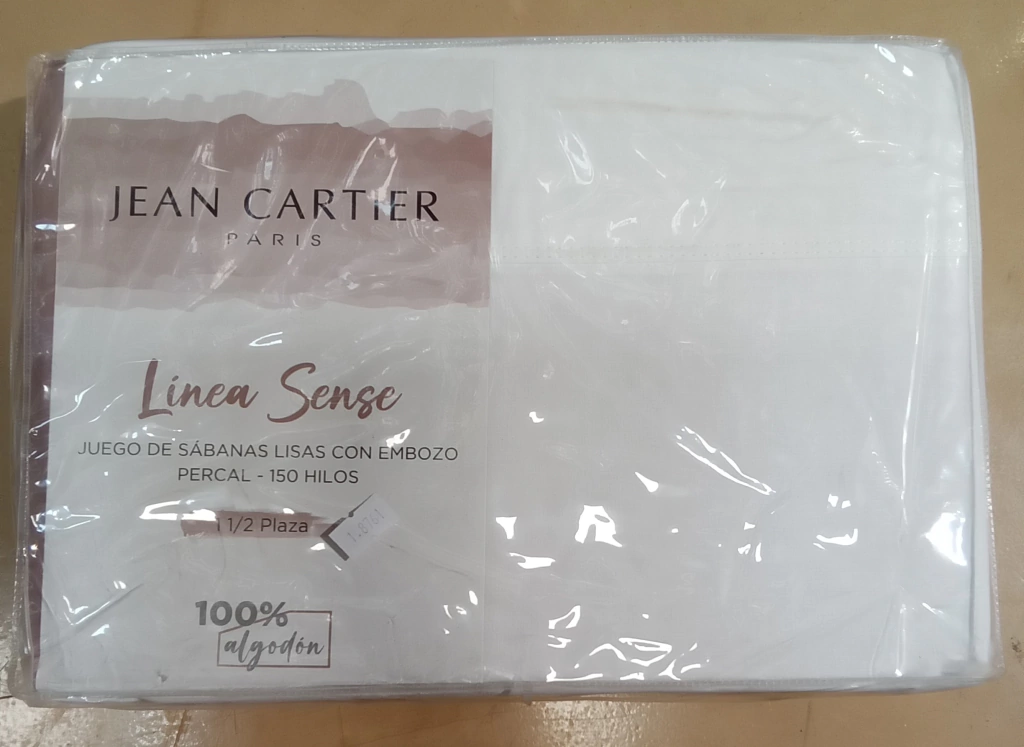 JEAN CARTIER
PARIS
Línea Sense
JUEGO DE SÁBANAS LISAS CON EMBOZO
PERCAL - 150 HILOS
1 1/2 Plaza
100%
algodón